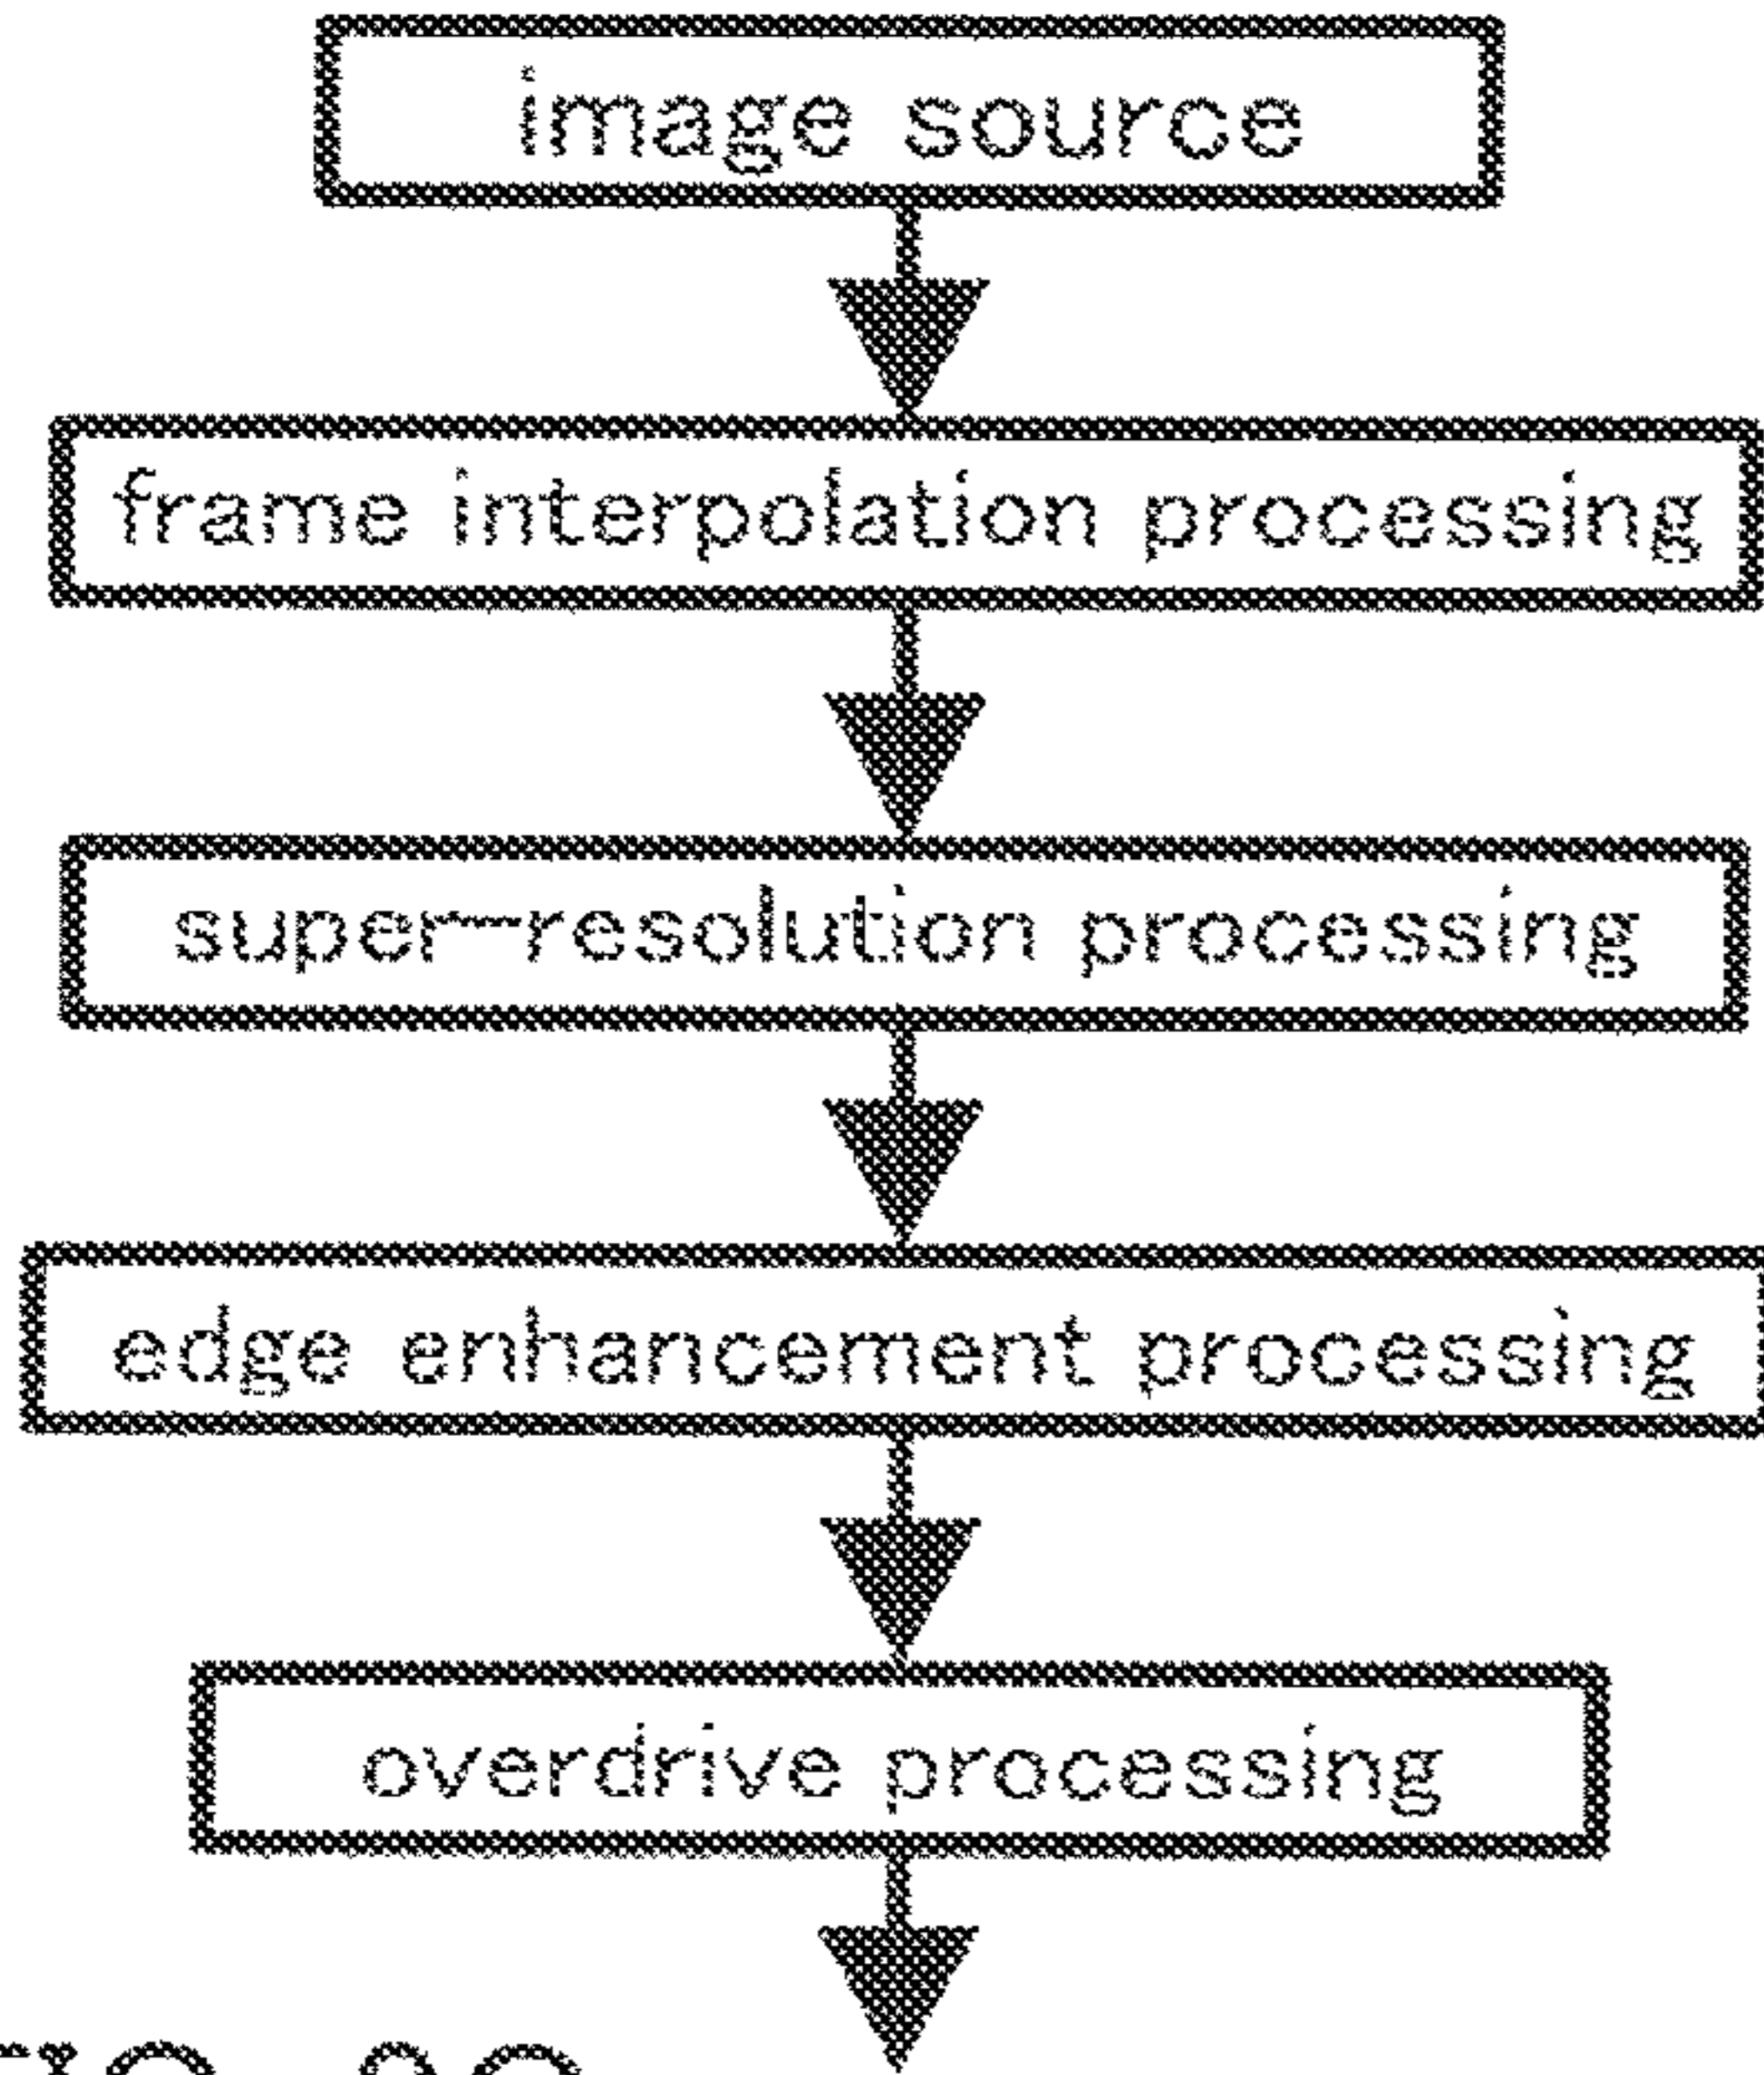 image source
frame interpolation processing
super-resolution processing
edge enhancement processing
overdrive processing